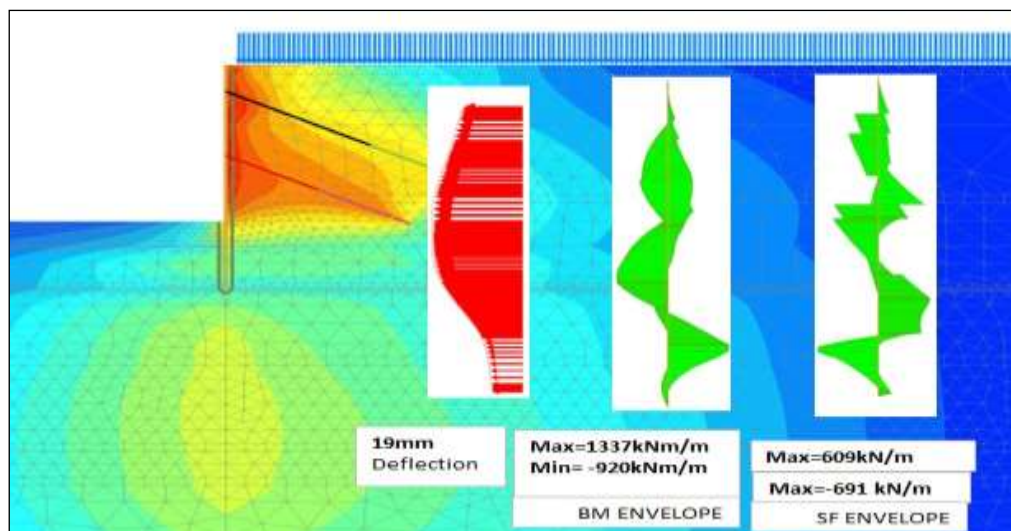 19mm
Deflection
Max=1337kNm/m
Min= -920kNm/m
BM ENVELOPE
Max=609kN/m
Max=-691 kN/m
SF ENVELOPE